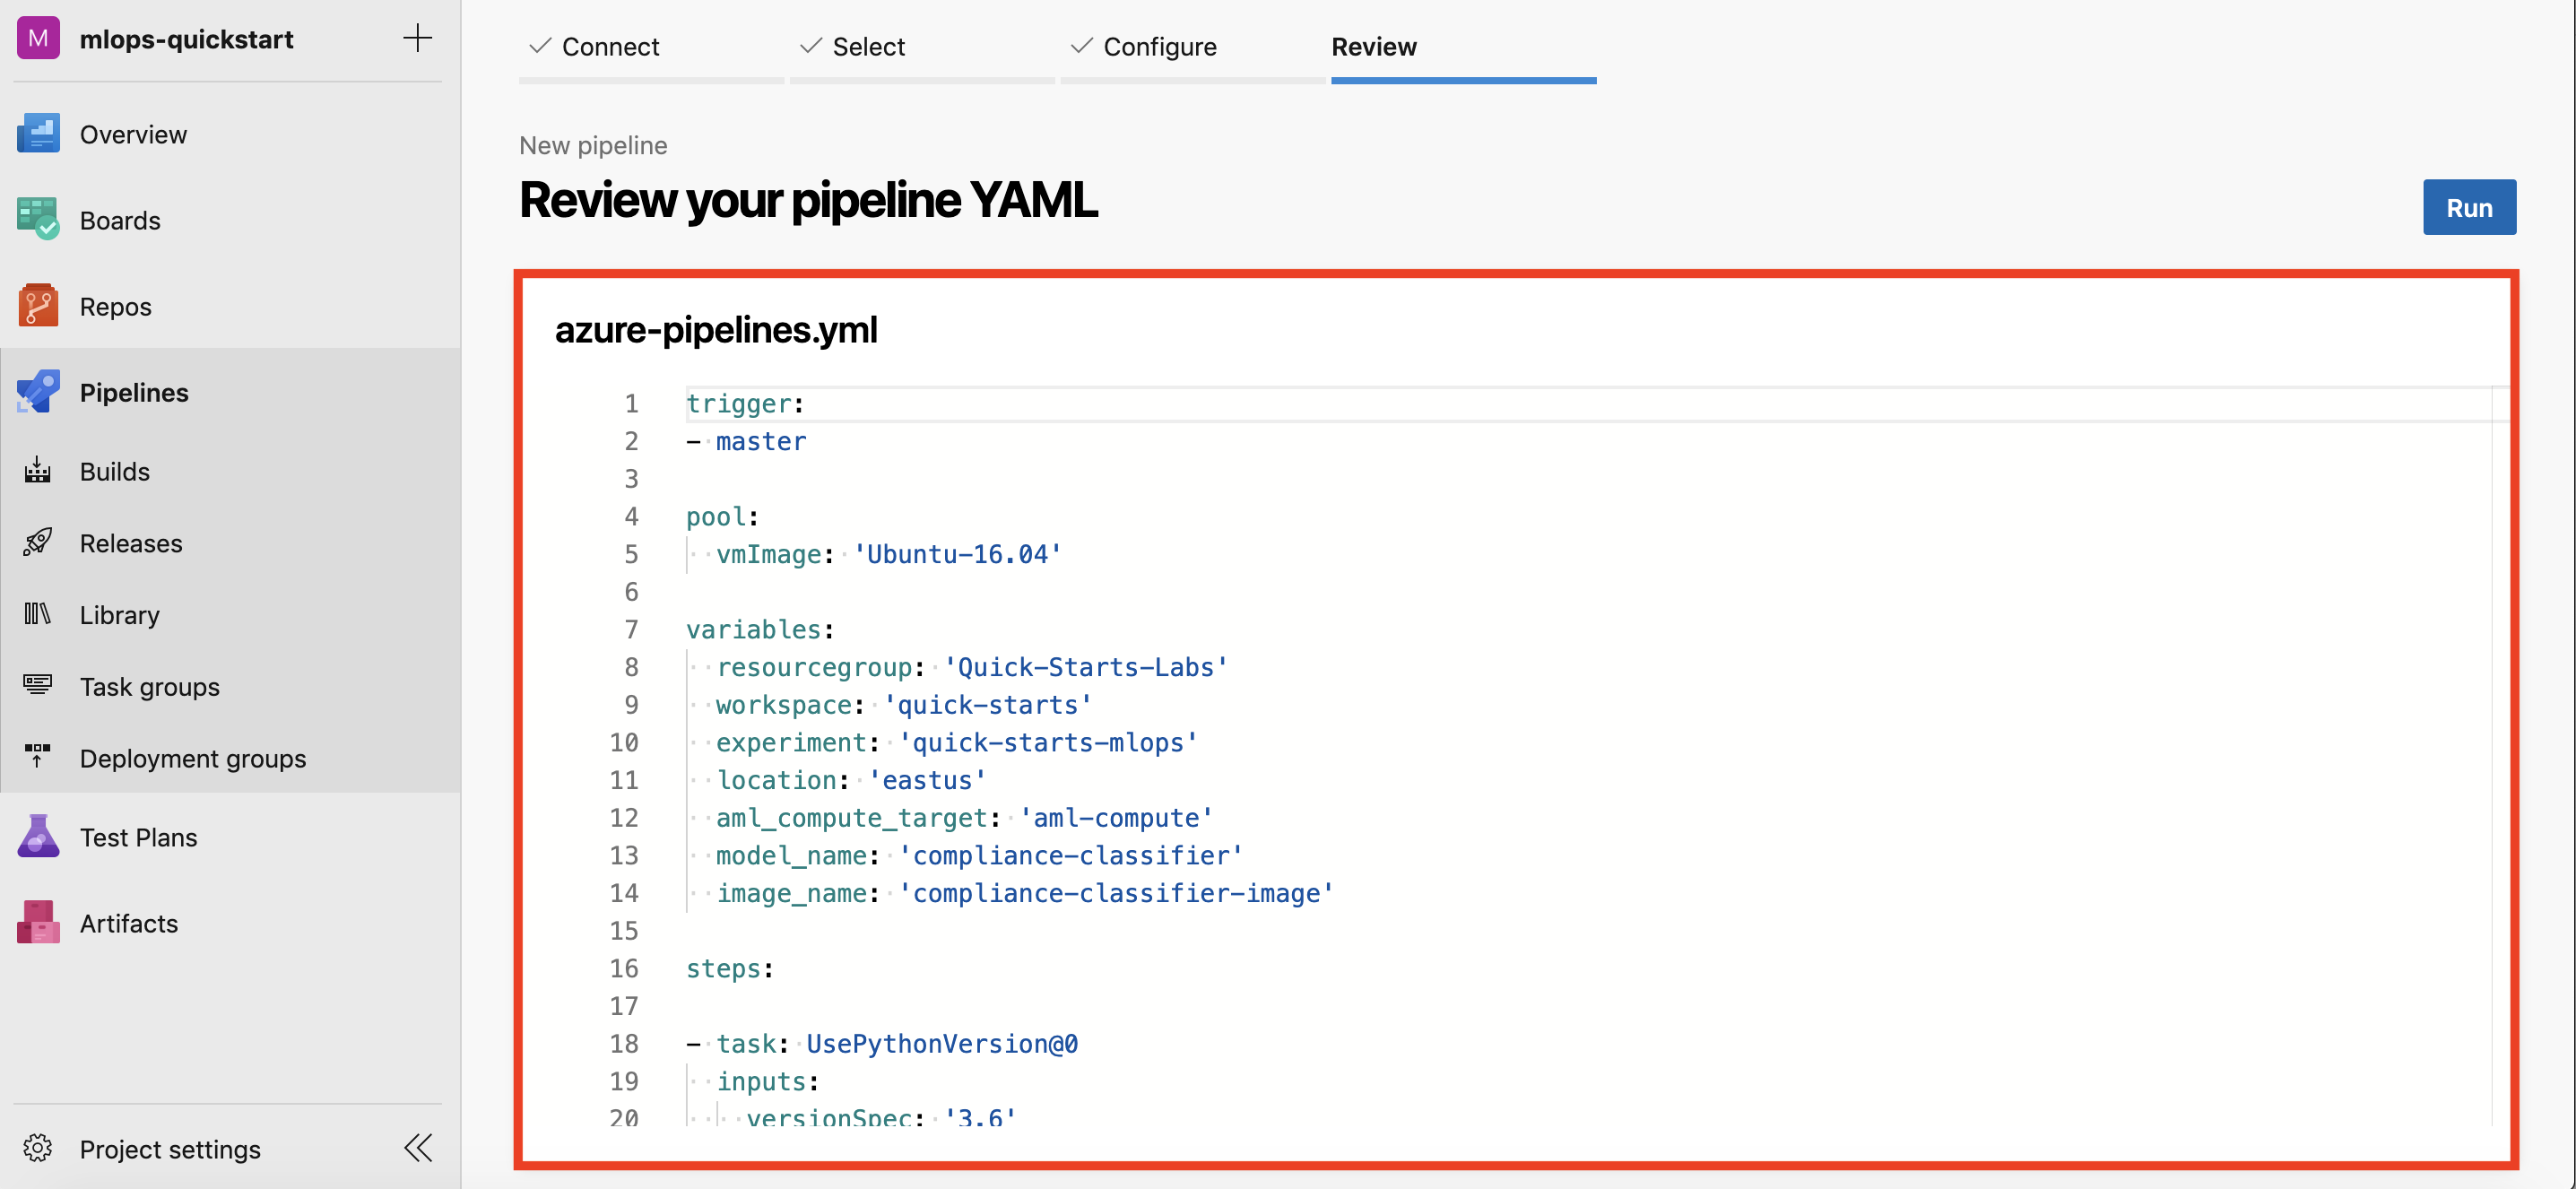 M mlops-quickstart
Overview
Boards
Repos
Pipelines
Builds
Releases
Library
Task groups
Deployment groups
Test Plans
Artifacts
Project settings
Connect
Select
Configure
Review
New pipeline
Review your pipeline YAML
Run
azure-pipelines.yml
1 trigger:
2 - master
3
4 pool:
5   vmImage: 'Ubuntu-16.04'
6
7 variables:
8   resourcegroup: 'Quick-Starts-Labs'
9   workspace: 'quick-starts'
10   experiment: 'quick-starts-mlops'
11   location: 'eastus'
12   aml_compute_target: 'aml-compute'
13   model_name: 'compliance-classifier'
14   image_name: 'compliance-classifier-image'
15
16 steps:
17
18 - task: UsePythonVersion@0
19   inputs:
20     versionSpec: '3.6'